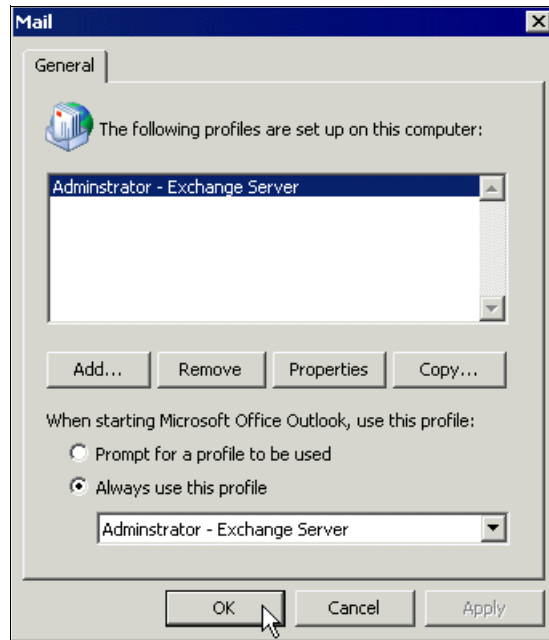 Mail
General
The following profiles are set up on this computer:
Adminstrator - Exchange Server
Add... Remove Properties Copy...
When starting Microsoft Office Outlook, use this profile:
Prompt for a profile to be used
Always use this profile
Adminstrator - Exchange Server
OK Cancel Apply